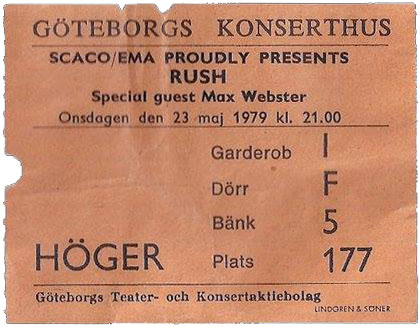 GÖTEBORGS KONSERTHUS
SCACO/EMA PROUDLY PRESENTS
RUSH
Special guest Max Webster
Onsdagen den 23 maj 1979 kl. 21.00
Garderob I
Dörr F
Bänk 5
HÖGER Plats 177
Göteborgs Teater- och Konsertaktiebolag
LINDGREN & SÖNER